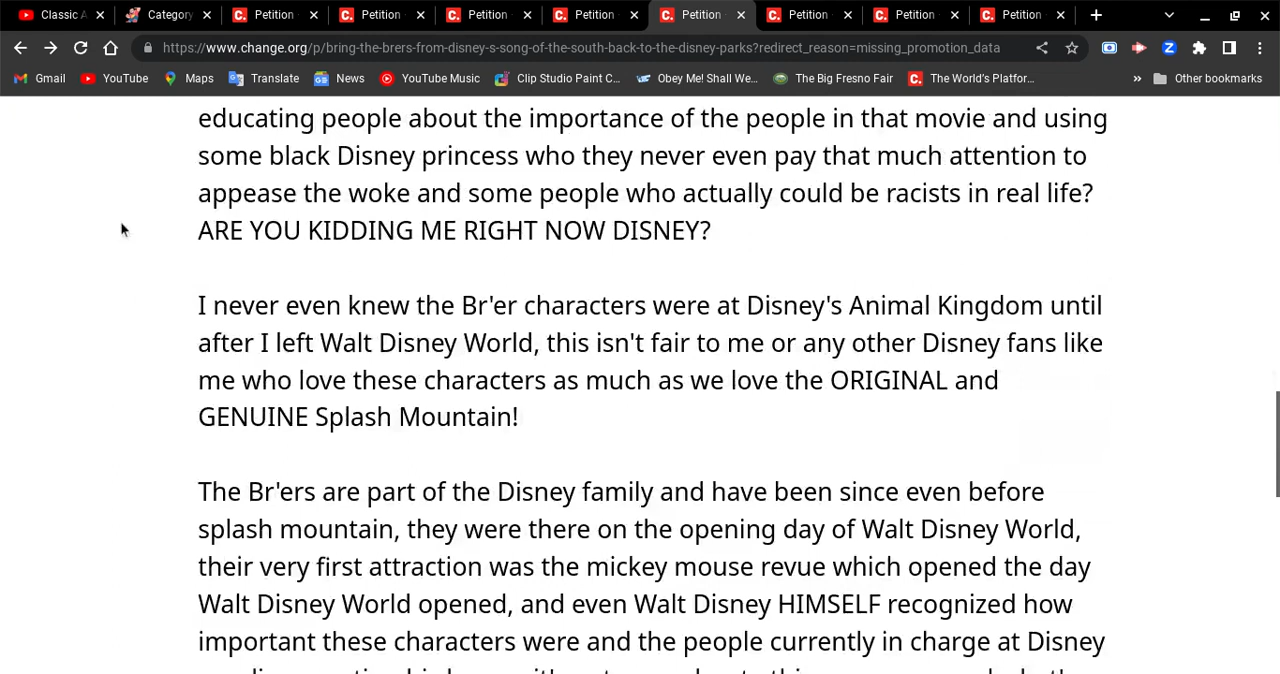 Classic A
Category
Petition
Petition
Petition
Petition
Petition
Petition
Petition
Petition
https://www.change.org/p/bring-the-brers-from-disney-s-song-of-the-south-back-to-the-disney-parks?redirect_reason=missing_promotion_data
Gmail
YouTube
Maps
Translate
News
YouTube Music
Clip Studio Paint C...
Obey Me! Shall We...
The Big Fresno Fair
The World's Platfor...
»
Other bookmarks
educating people about the importance of the people in that movie and using
some black Disney princess who they never even pay that much attention to
appease the woke and some people who actually could be racists in real life?
ARE YOU KIDDING ME RIGHT NOW DISNEY?
I never even knew the Br'er characters were at Disney's Animal Kingdom until
after I left Walt Disney World, this isn't fair to me or any other Disney fans like
me who love these characters as much as we love the ORIGINAL and
GENUINE Splash Mountain!
The Br'ers are part of the Disney family and have been since even before
splash mountain, they were there on the opening day of Walt Disney World,
their very first attraction was the mickey mouse revue which opened the day
Walt Disney World opened, and even Walt Disney HIMSELF recognized how
important these characters were and the people currently in charge at Disney